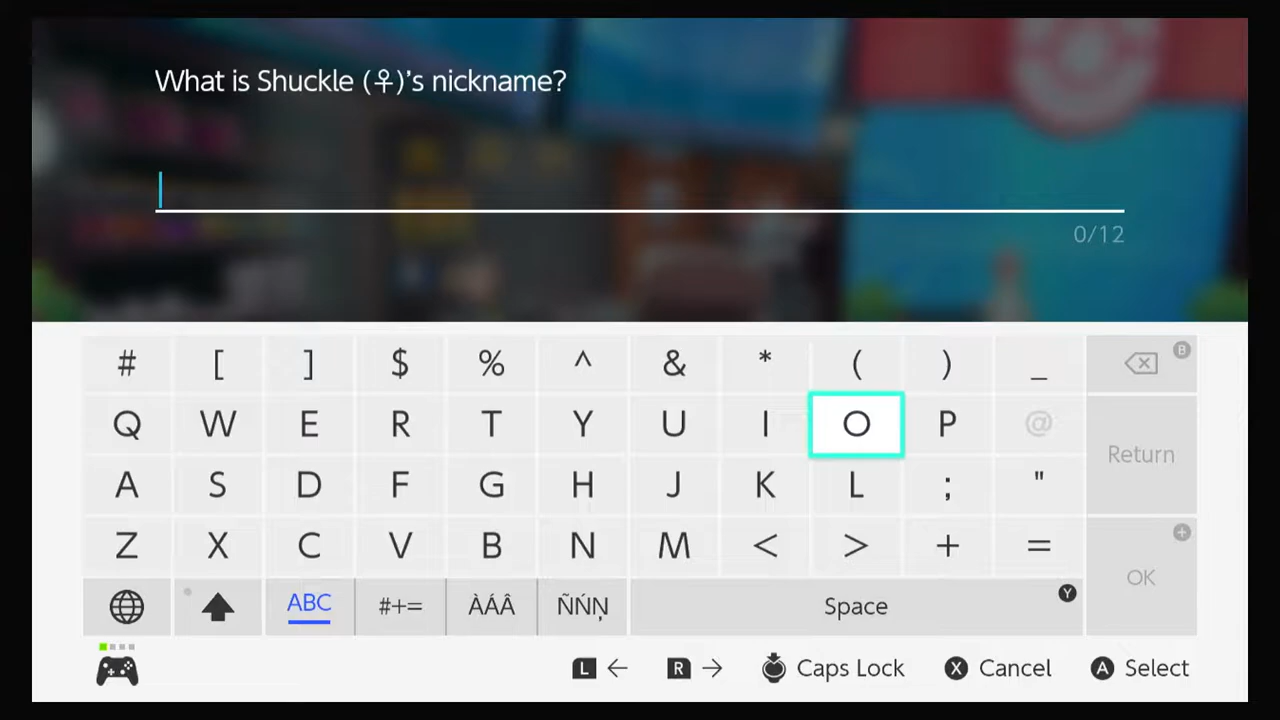 What is Shuckle (♀)'s nickname?
0/12
# [ ] $ % ^ & * ( ) _ B
Q W E R T Y U I O P @ Return
A S D F G H J K L ; "
Z X C V B N M < > + = + OK
ABC #+= ÀÁÂ ÑŃŅ Space Y
L ← R → Caps Lock X Cancel A Select